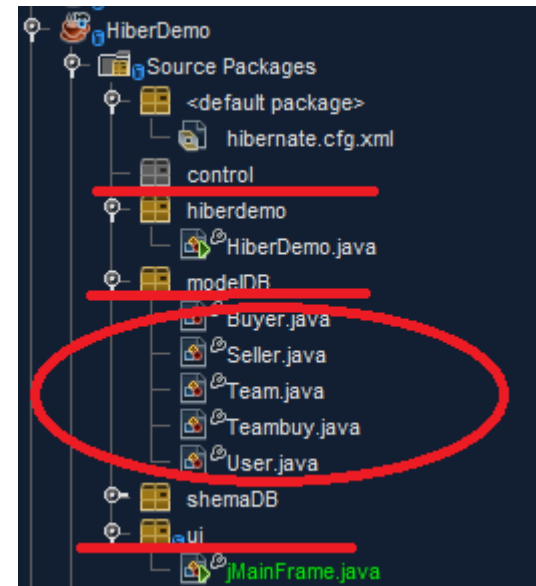 HiberDemo
Source Packages
<default package>
hibernate.cfg.xml
control
hiberdemo
HiberDemo.java
modelDB
Buyer.java
Seller.java
Team.java
Teambuy.java
User.java
shemaDB
ui
jMainFrame.java